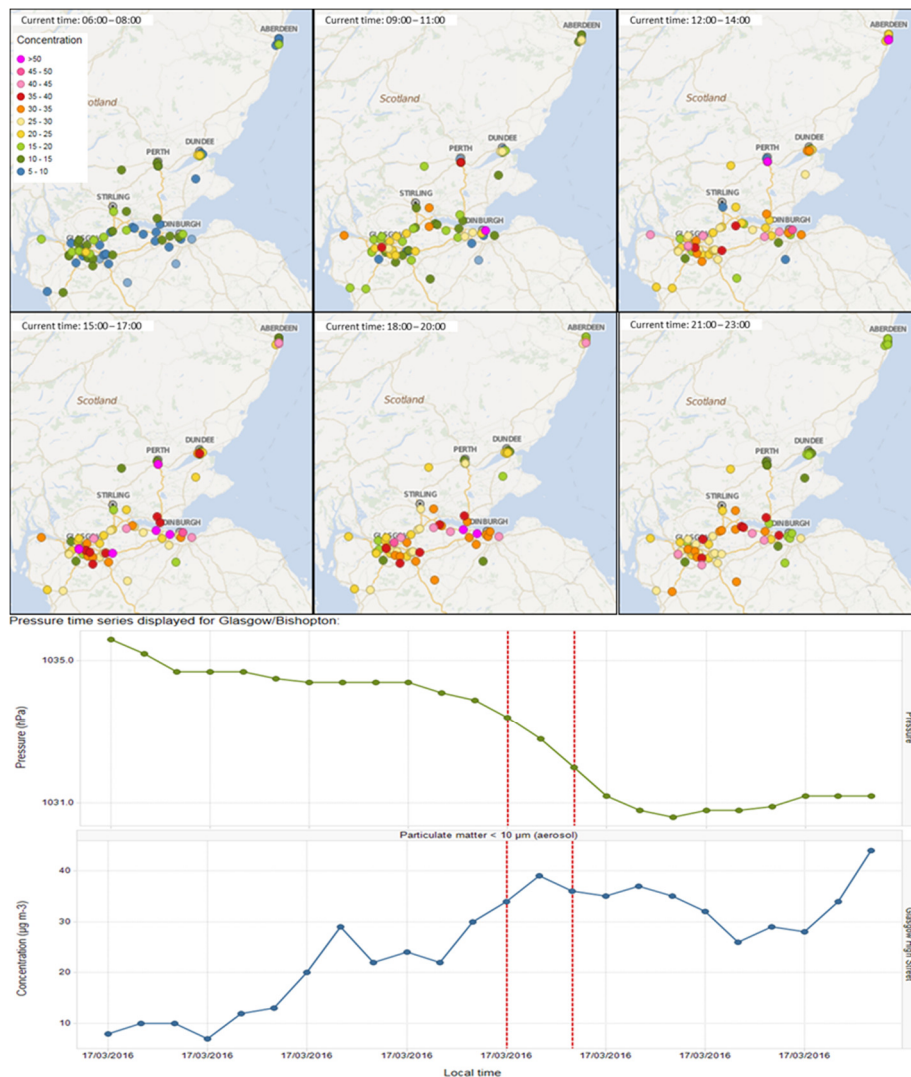 Current time: 06:00–08:00
ABERDEEN
Concentration
>50
45 - 50
40 - 45
35 - 40
30 - 35
25 - 30
20 - 25
15 - 20
10 - 15
5 - 10
Scotland
DUNDEE
PERTH
STIRLING
DINBURGH
GLASGO
Current time: 09:00–11:00
ABERDEEN
Scotland
DUNDEE
PERTH
STIRLING
DINBURGH
Current time: 12:00–14:00
ABERDEEN
Scotland
DUNDEE
PERTH
STIRLING
DINBURGH
Current time: 15:00–17:00
ABERDEEN
Scotland
DUNDEE
PERTH
STIRLING
DINBURGH
Current time: 18:00–20:00
ABERDEEN
Scotland
DUNDEE
PERTH
STIRLING
DINBURGH
Current time: 21:00–23:00
ABERDEEN
Scotland
DUNDEE
PERTH
STIRLING
DINBURGH
Pressure time series displayed for Glasgow/Bishopton:
Pressure (hPa)
1035.0
1031.0
Pressure
Particulate matter < 10 µm (aerosol)
Concentration (µg m-3)
40
30
20
10
Glasgow High Street
17/03/2016 17/03/2016 17/03/2016 17/03/2016 17/03/2016 17/03/2016 17/03/2016 17/03/2016
Local time